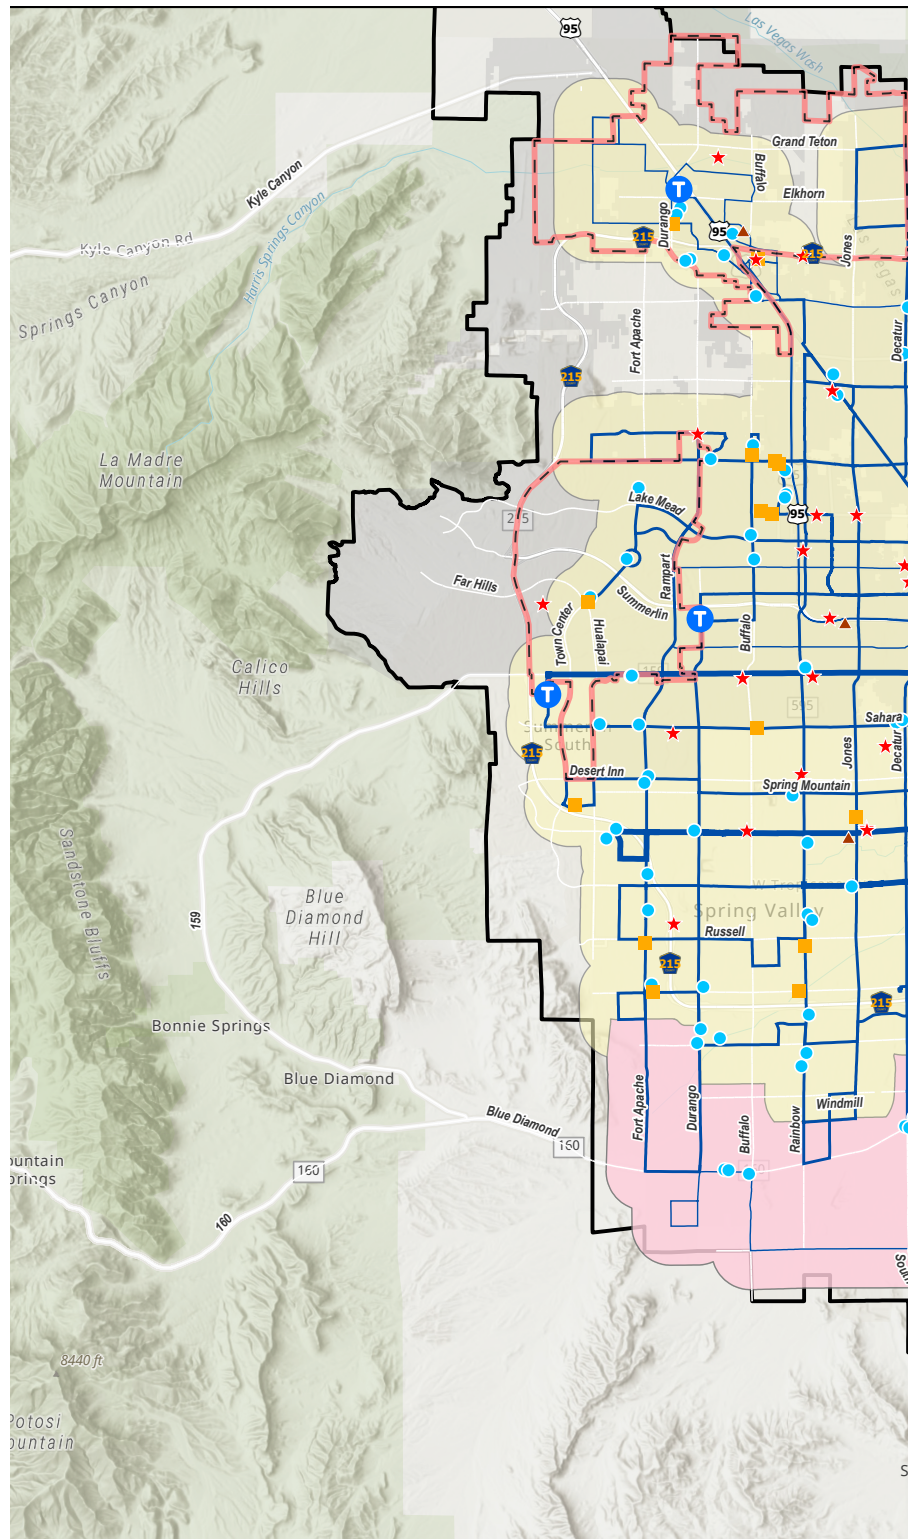 95
Las Vegas Wash
Grand Teton
Buffalo
Kyle Canyon
Elkhorn
Durango
95
215
Jones
215
Kyle Canyon Rd
Harris Springs Canyon
Springs Canyon
Fort Apache
Decatur
215
La Madre
Mountain
Lake Mead
95
215
Far Hills
Rampart
Summerlin
Town Center
Hualapai
Buffalo
Calico
Hills
159
595
Sahara
Summerlin
South
215
Jones
Decatur
Desert Inn
Spring Mountain
Sandstone Bluffs
Blue
Diamond
Hill
159
Spring Valley
Russell
215
215
Bonnie Springs
Blue Diamond
Fort Apache
Durango
Buffalo
Rainbow
Windmill
Blue Diamond
160
160
160
160
8440 ft
T
T
T